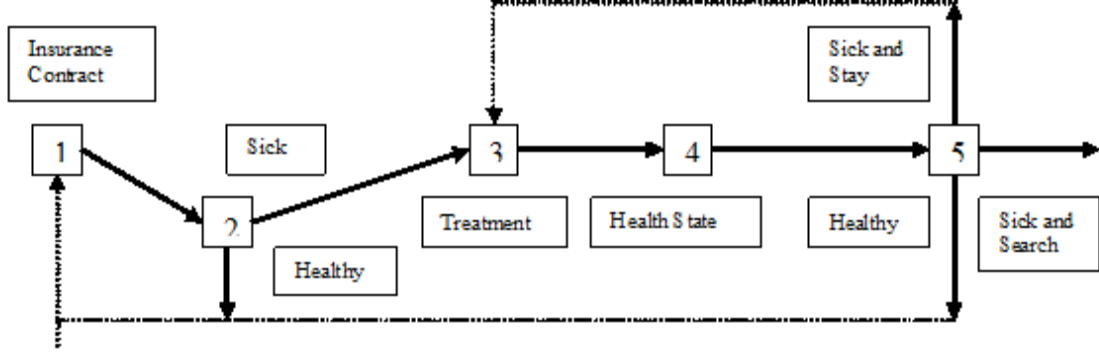 Insurance
Contract
Sick and
Stay
Sick
1
3
4
5
2
Treatment
Health State
Healthy
Sick and
Search
Healthy